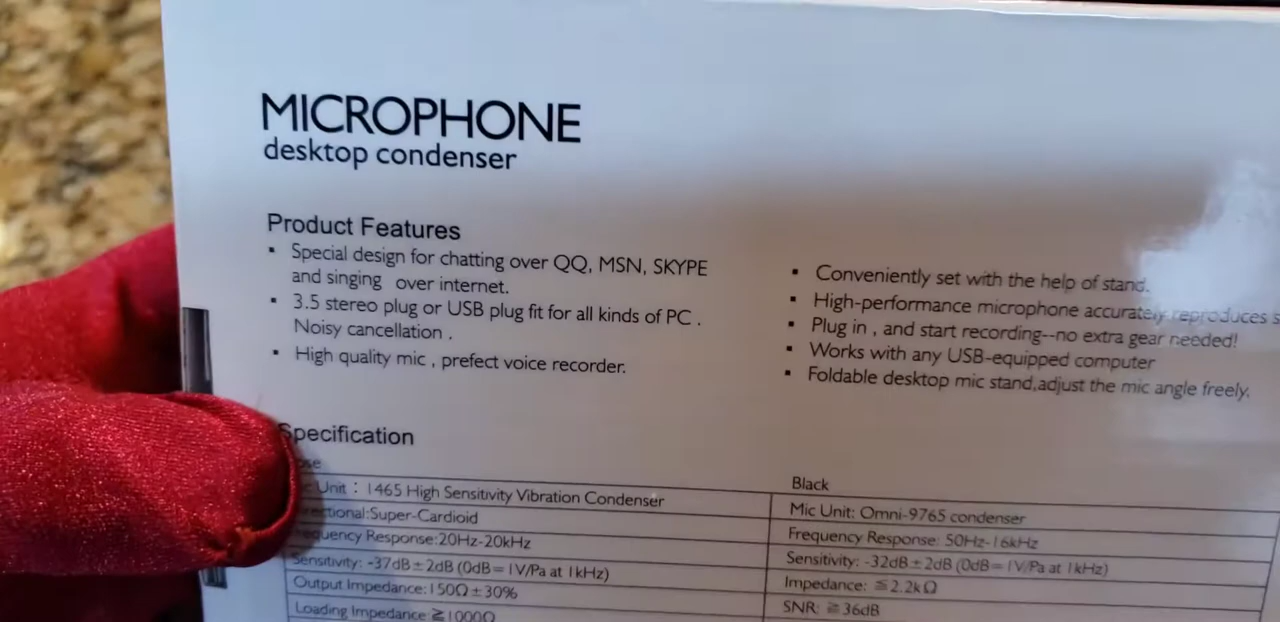 MICROPHONE
desktop condenser
Product Features
▪ Special design for chatting over QQ, MSN, SKYPE
and singing over internet.
▪ 3.5 stereo plug or USB plug fit for all kinds of PC .
Noisy cancellation .
▪ High quality mic , prefect voice recorder.
▪ Conveniently set with the help of stand.
▪ High-performance microphone accurately reproduces
▪ Plug in , and start recording--no extra gear needed!
▪ Works with any USB-equipped computer
▪ Foldable desktop mic stand,adjust the mic angle freely.
Specification
Unit : 1465 High Sensitivity Vibration Condenser
:Super-Cardioid
Frequency Response:20Hz-20kHz
Sensitivity: -37dB±2dB (0dB=1V/Pa at 1kHz)
Output Impedance:150Ω±30%
Loading Impedance ≧1000Ω
Black
Mic Unit: Omni-9765 condenser
Frequency Response: 50Hz-16kHz
Sensitivity: -32dB±2dB (0dB=1V/Pa at 1kHz)
Impedance: ≦2.2kΩ
SNR: ≧36dB